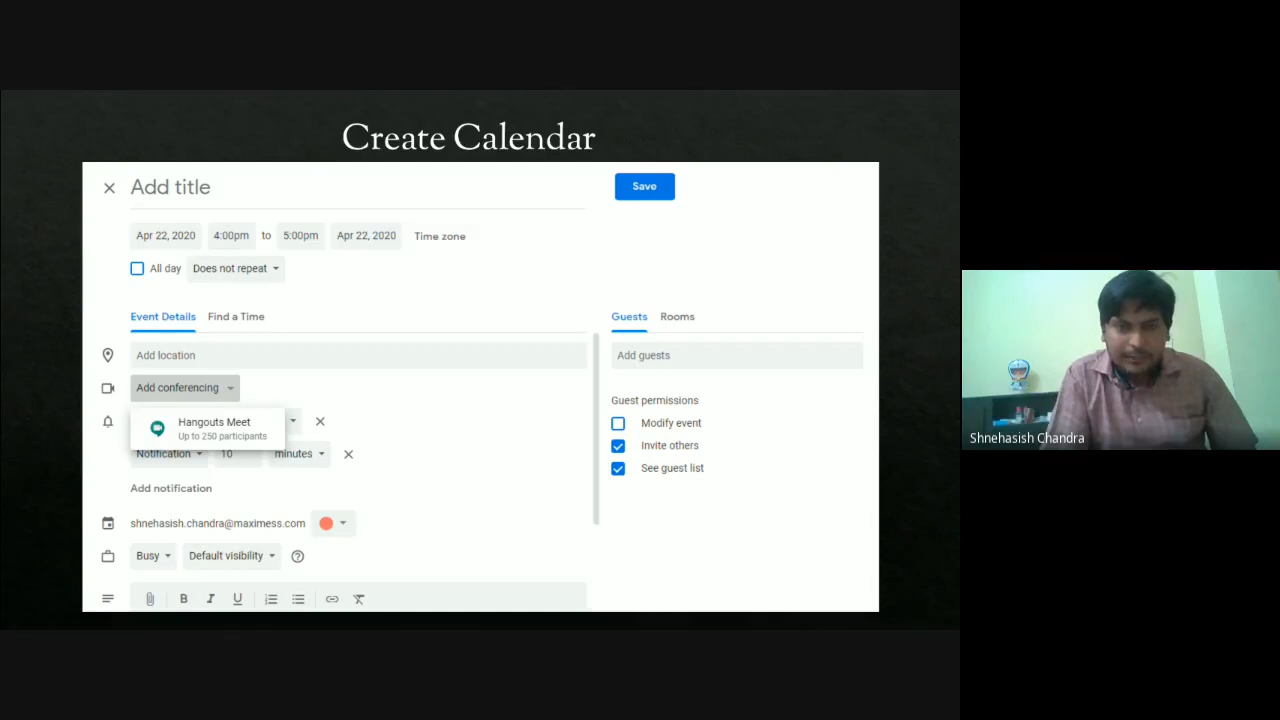 Create Calendar
Add title
Save
Apr 22, 2020 4:00pm to 5:00pm Apr 22, 2020 Time zone
All day Does not repeat
Event Details Find a Time
Guests Rooms
Add location
Add guests
Add conferencing
Hangouts Meet
Up to 250 participants
Guest permissions
Modify event
Invite others
See guest list
Notification 10 minutes
Add notification
shnehasish.chandra@maximess.com
Busy Default visibility
B I U
Shnehasish Chandra